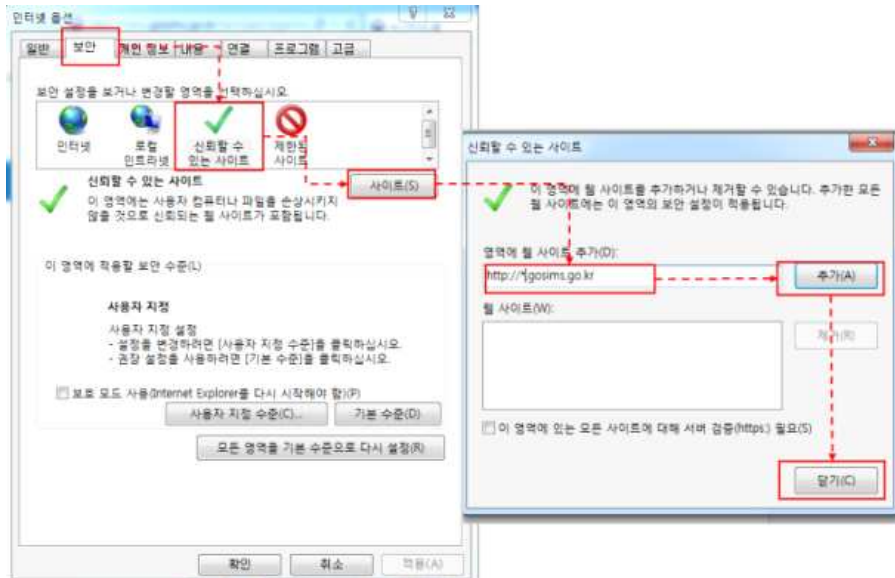 인터넷 옵션
일반 보안 개인 정보 내용 연결 프로그램 고급
보안 설정을 보거나 변경할 영역을 선택하십시오.
인터넷
로컬 인트라넷
신뢰할 수 있는 사이트
제한된 사이트
신뢰할 수 있는 사이트
사이트(S)
이 영역에는 사용자 컴퓨터나 파일을 손상시키지
않을 것으로 신뢰되는 웹 사이트가 포함됩니다.
이 영역에 적용할 보안 수준(L)
사용자 지정
사용자 지정 설정
- 설정을 변경하려면 [사용자 지정 수준]을 클릭하십시오.
- 권장 설정을 사용하려면 [기본 수준]을 클릭하십시오.
보호 모드 사용(Internet Explorer를 다시 시작해야 함)(P)
사용자 지정 수준(C)... 기본 수준(D)
모든 영역을 기본 수준으로 다시 설정(R)
확인 취소 적용(A)
신뢰할 수 있는 사이트
이 영역에 웹 사이트를 추가하거나 제거할 수 있습니다. 추가한 모든
웹 사이트에는 이 영역의 보안 설정이 적용됩니다.
영역에 웹 사이트 추가(D):
http://*.gosims.go.kr 추가(A)
웹 사이트(W):
제거(R)
이 영역에 있는 모든 사이트에 대해 서버 검증(https:) 필요(S)
닫기(C)